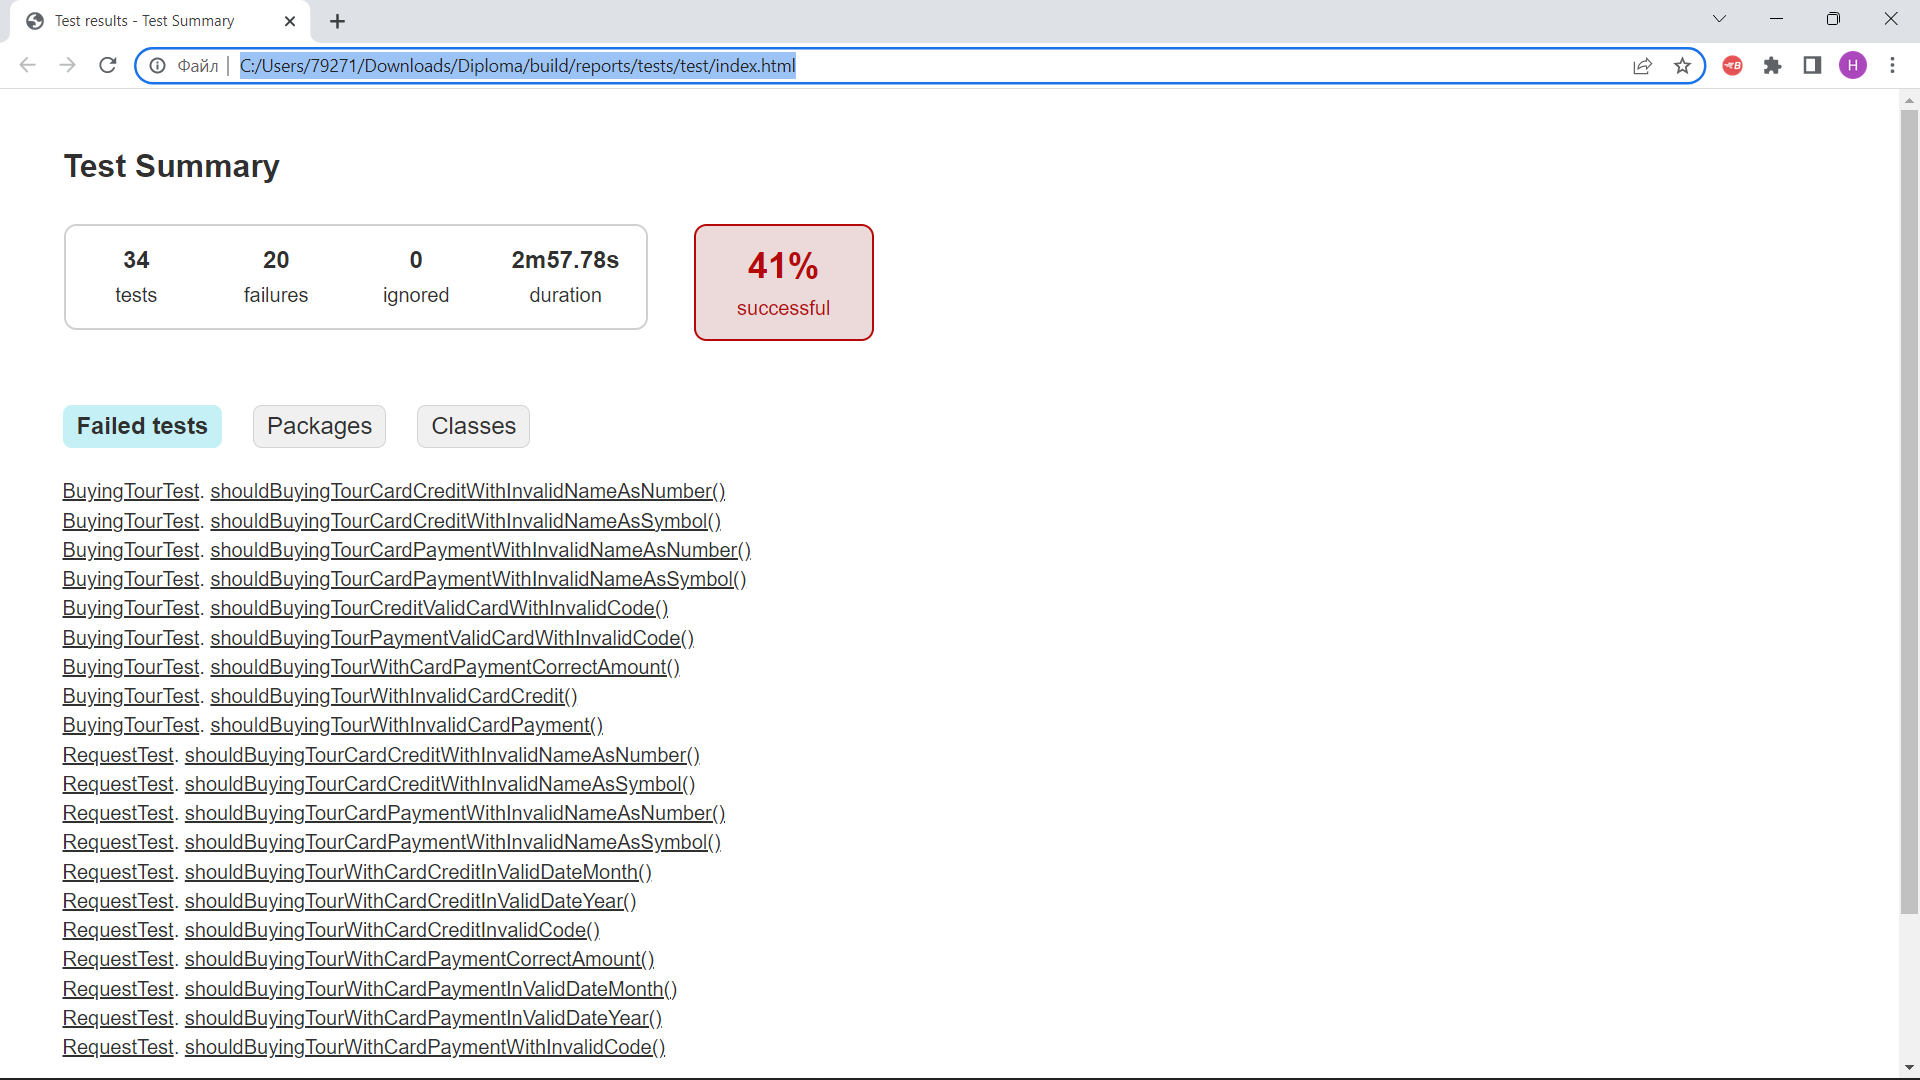 Test results - Test Summary
Файл
C:/Users/79271/Downloads/Diploma/build/reports/tests/test/index.html
B
H
Test Summary
34 20 0 2m57.78s
tests failures ignored duration
41%
successful
Failed tests Packages Classes
BuyingTourTest. shouldBuyingTourCardCreditWithInvalidNameAsNumber()
BuyingTourTest. shouldBuyingTourCardCreditWithInvalidNameAsSymbol()
BuyingTourTest. shouldBuyingTourCardPaymentWithInvalidNameAsNumber()
BuyingTourTest. shouldBuyingTourCardPaymentWithInvalidNameAsSymbol()
BuyingTourTest. shouldBuyingTourCreditValidCardWithInvalidCode()
BuyingTourTest. shouldBuyingTourPaymentValidCardWithInvalidCode()
BuyingTourTest. shouldBuyingTourWithCardPaymentCorrectAmount()
BuyingTourTest. shouldBuyingTourWithInvalidCardCredit()
BuyingTourTest. shouldBuyingTourWithInvalidCardPayment()
RequestTest. shouldBuyingTourCardCreditWithInvalidNameAsNumber()
RequestTest. shouldBuyingTourCardCreditWithInvalidNameAsSymbol()
RequestTest. shouldBuyingTourCardPaymentWithInvalidNameAsNumber()
RequestTest. shouldBuyingTourCardPaymentWithInvalidNameAsSymbol()
RequestTest. shouldBuyingTourWithCardCreditInValidDateMonth()
RequestTest. shouldBuyingTourWithCardCreditInValidDateYear()
RequestTest. shouldBuyingTourWithCardCreditInvalidCode()
RequestTest. shouldBuyingTourWithCardPaymentCorrectAmount()
RequestTest. shouldBuyingTourWithCardPaymentInValidDateMonth()
RequestTest. shouldBuyingTourWithCardPaymentInValidDateYear()
RequestTest. shouldBuyingTourWithCardPaymentWithInvalidCode()